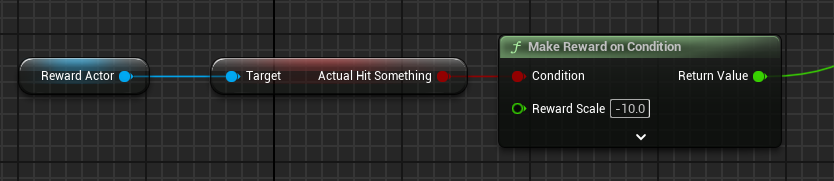 Make Reward on Condition
Reward Actor
Target Actual Hit Something
Condition Return Value
Reward Scale -10.0